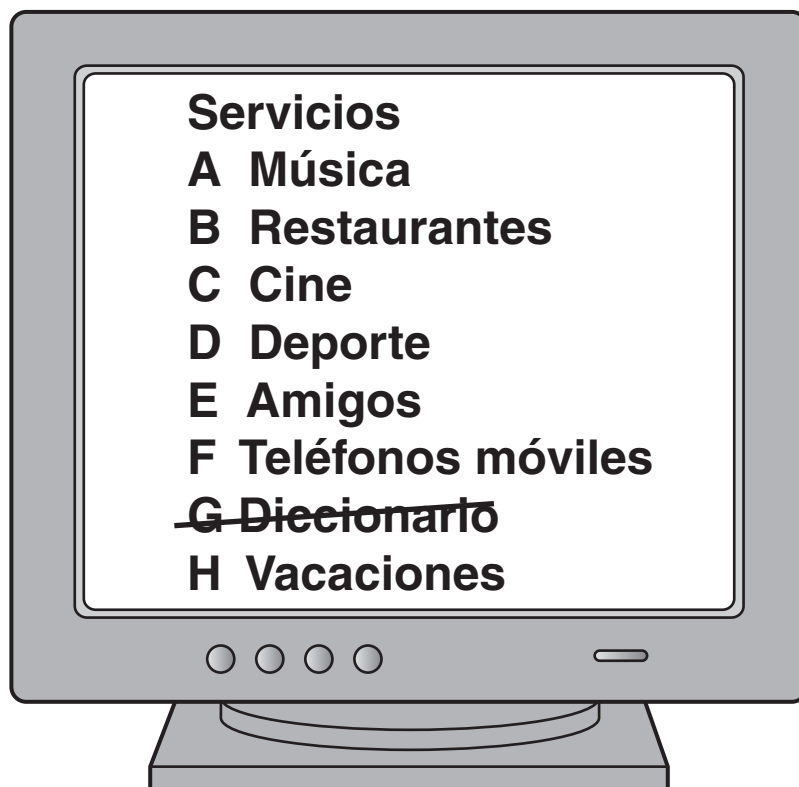 Servicios
A Música
B Restaurantes
C Cine
D Deporte
E Amigos
F Teléfonos móviles
G Diccionario
H Vacaciones